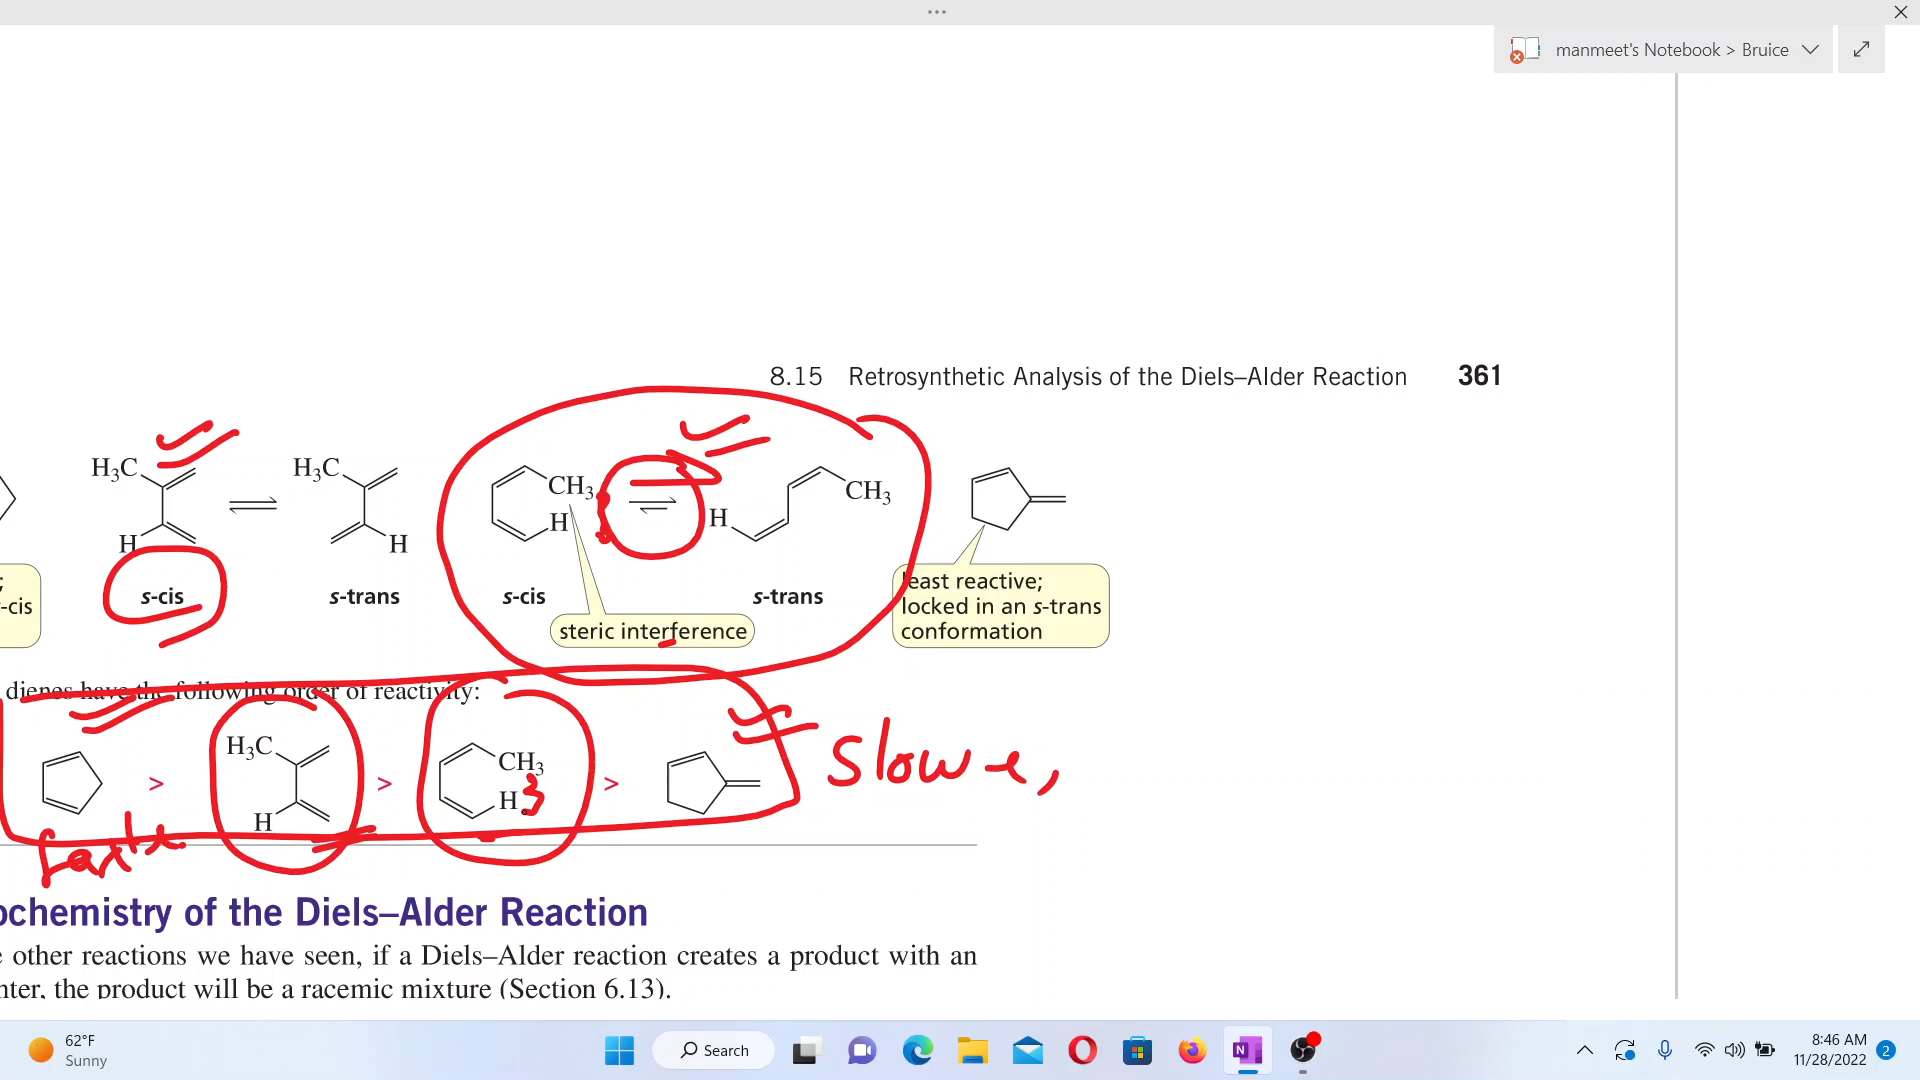 manmeet's Notebook > Bruice
8.15 Retrosynthetic Analysis of the Diels–Alder Reaction 361
H₃C H₃C CH₃ CH₃
H H H H
s-cis s-trans s-cis s-trans
steric interference
least reactive;
locked in an s-trans
conformation
;
-cis
dienes have the following order of reactivity:
H₃C CH₃
> > >
H H
3
Slowe,
ochemistry of the Diels–Alder Reaction
e other reactions we have seen, if a Diels–Alder reaction creates a product with an
nter, the product will be a racemic mixture (Section 6.13).
62°F
Sunny
Search
8:46 AM
11/28/2022
2